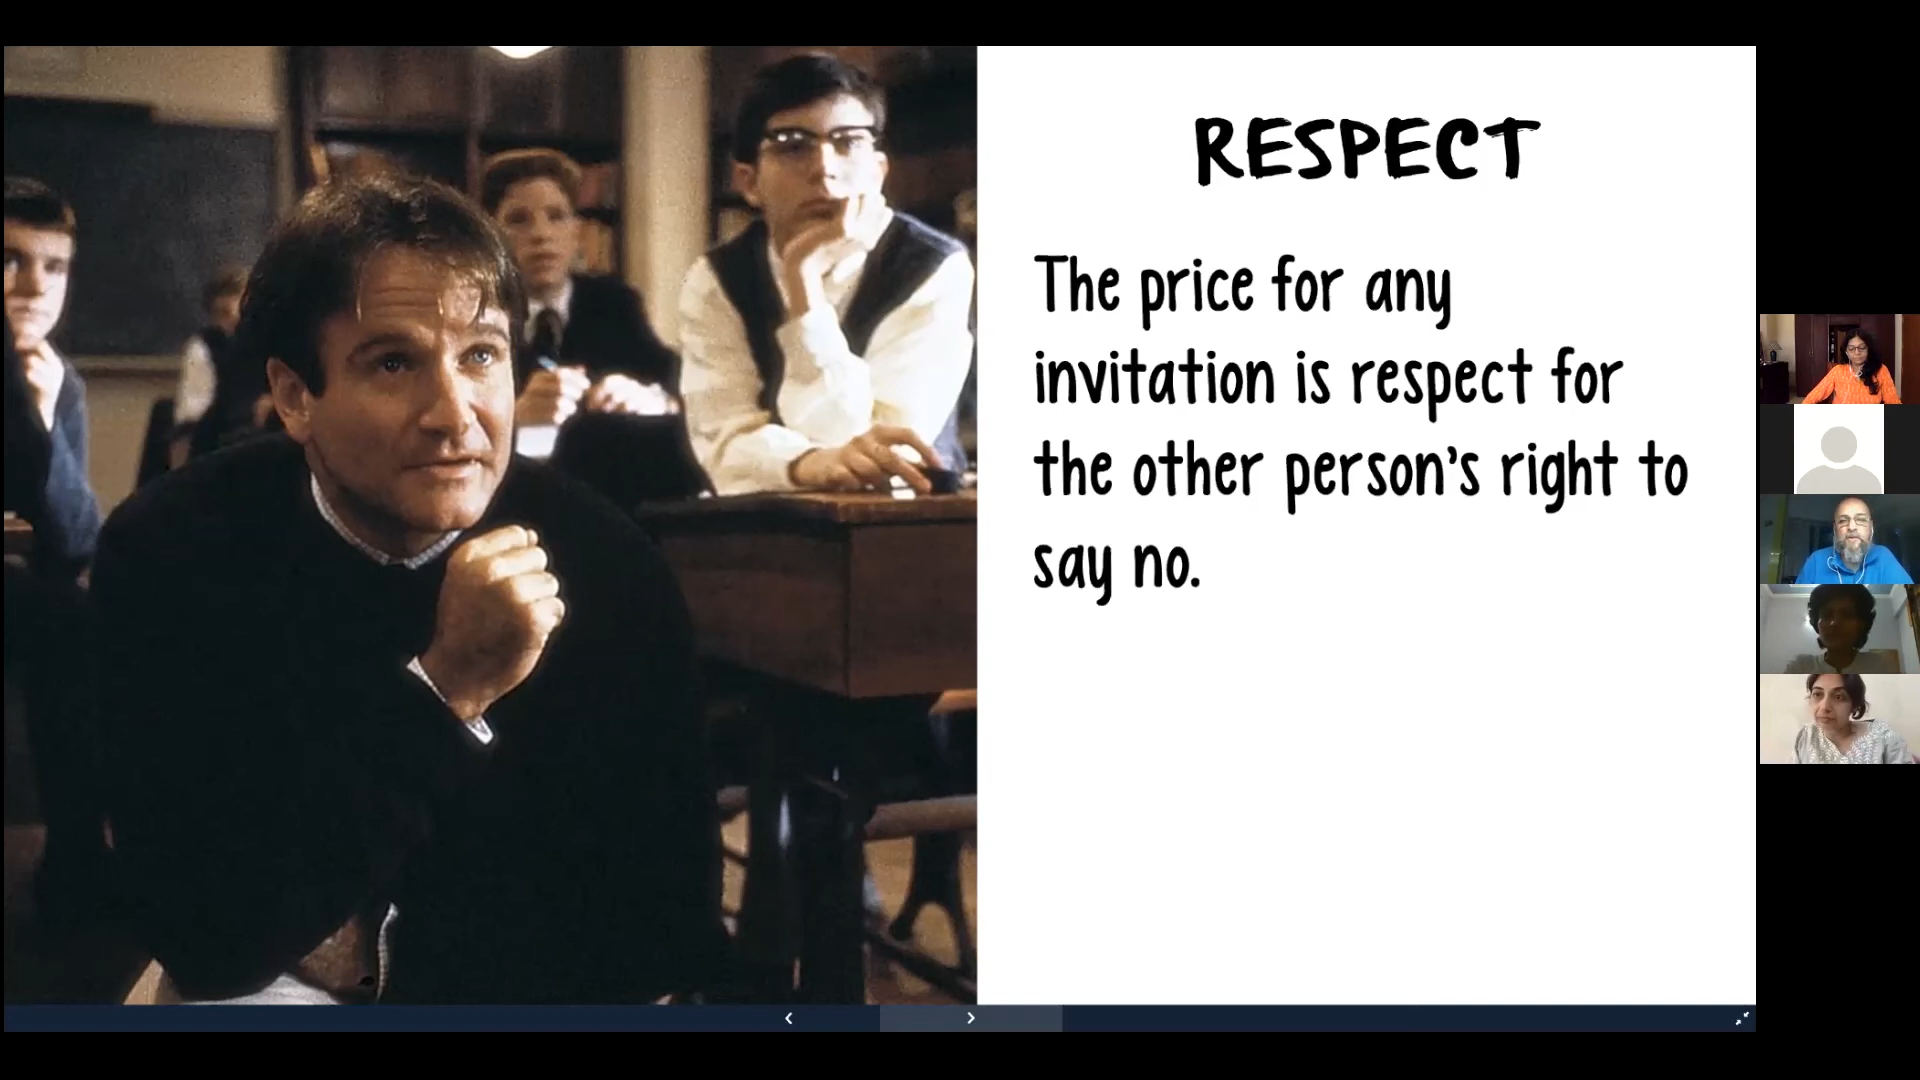 RESPECT
The price for any
invitation is respect for
the other person's right to
say no.